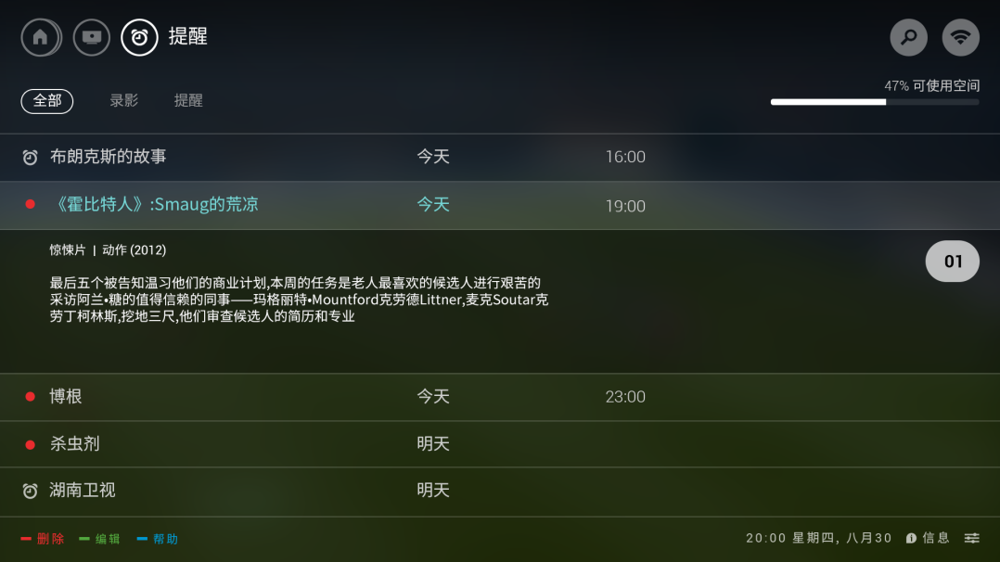 提醒
全部 录影 提醒
47% 可使用空间
布朗克斯的故事 今天 16:00
《霍比特人》:Smaug的荒凉 今天 19:00
惊悚片 | 动作 (2012)
01
最后五个被告知温习他们的商业计划,本周的任务是老人最喜欢的候选人进行艰苦的
采访阿兰•糖的值得信赖的同事——玛格丽特•Mountford克劳德Littner,麦克Soutar克
劳丁柯林斯,挖地三尺,他们审查候选人的简历和专业
博根 今天 23:00
杀虫剂 明天
湖南卫视 明天
删除 编辑 帮助 20:00 星期四, 八月30 信息